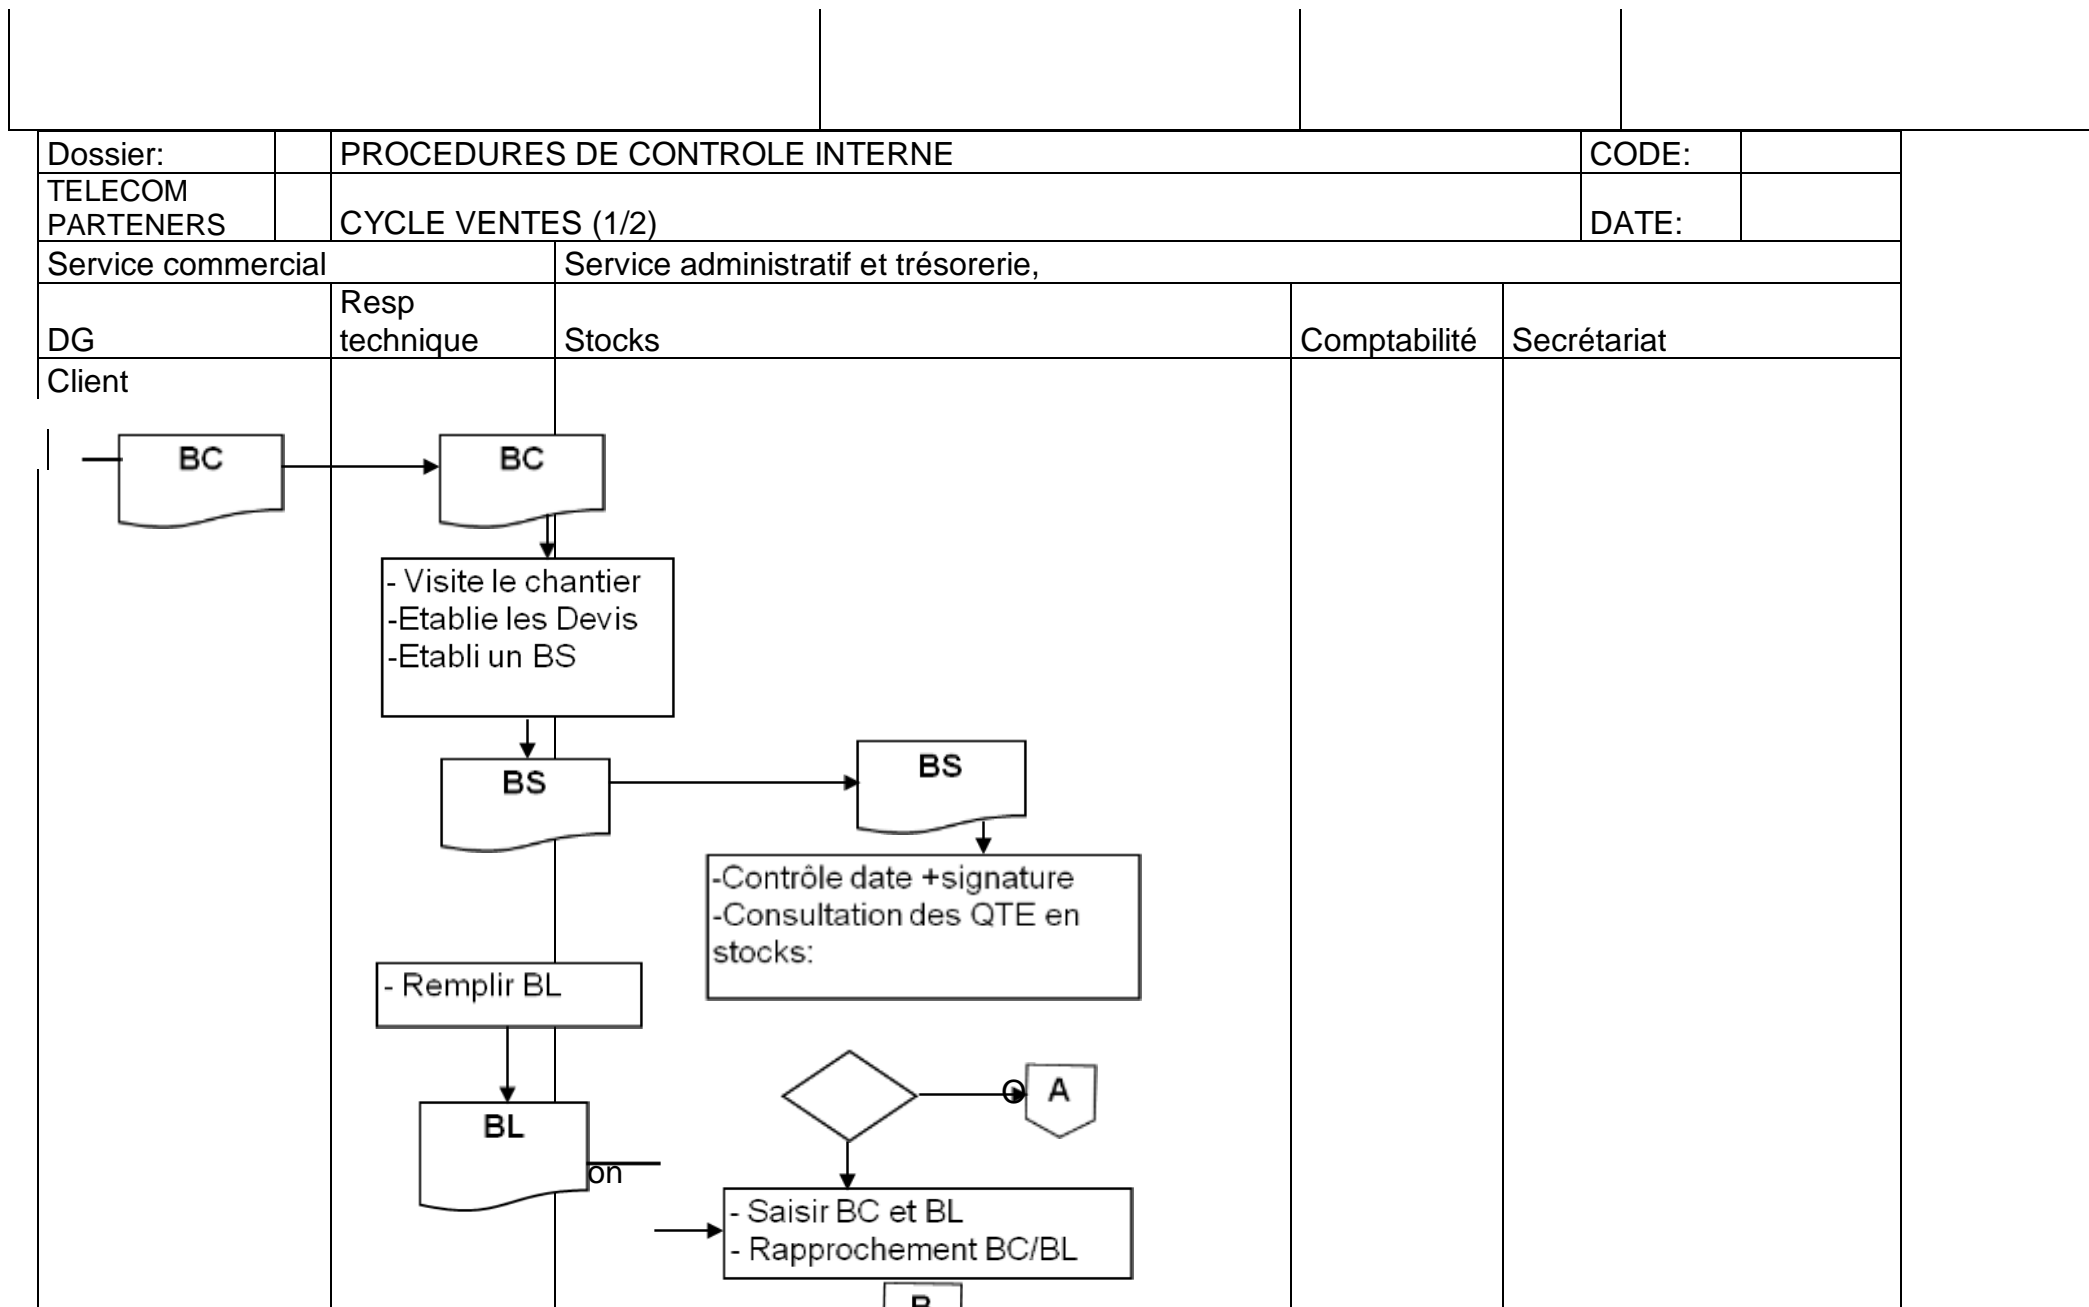 Dossier:
PROCEDURES DE CONTROLE INTERNE
CODE:
TELECOM
PARTENERS
CYCLE VENTES (1/2)
DATE:
Service commercial
Service administratif et trésorerie,
DG
Resp
technique
Stocks
Comptabilité
Secrétariat
Client
BC
BC
- Visite le chantier
-Etablie les Devis
-Etabli un BS
BS
BS
-Contrôle date +signature
-Consultation des QTE en
stocks:
- Remplir BL
A
BL
on
- Saisir BC et BL
- Rapprochement BC/BL
B